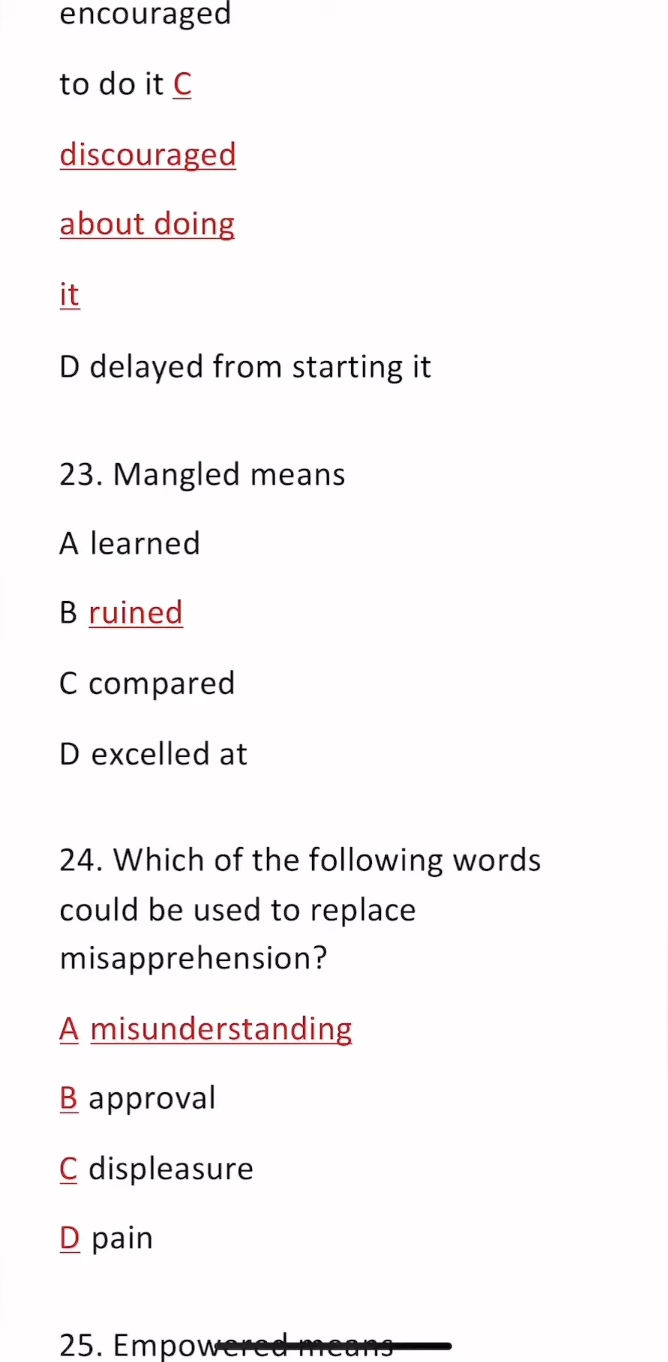 encouraged
to do it C
discouraged
about doing
it
D delayed from starting it
23. Mangled means
A learned
B ruined
C compared
D excelled at
24. Which of the following words
could be used to replace
misapprehension?
A misunderstanding
B approval
C displeasure
D pain
25. Empowered means